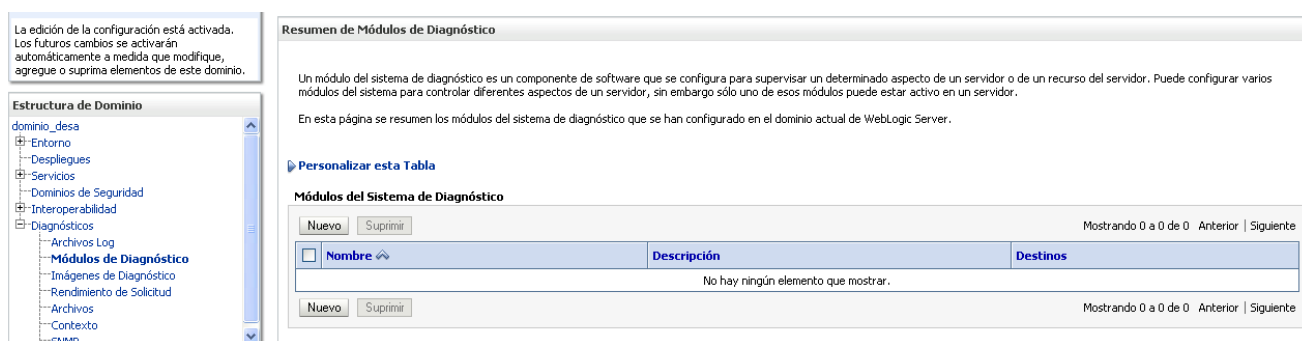 La edición de la configuración está activada.
Los futuros cambios se activarán
automáticamente a medida que modifique,
agregue o suprima elementos de este dominio.
Estructura de Dominio
dominio_desa
Entorno
Despliegues
Servicios
Dominios de Seguridad
Interoperabilidad
Diagnósticos
Archivos Log
Módulos de Diagnóstico
Imágenes de Diagnóstico
Rendimiento de Solicitud
Archivos
Contexto
SNMP
Resumen de Módulos de Diagnóstico
Un módulo del sistema de diagnóstico es un componente de software que se configura para supervisar un determinado aspecto de un servidor o de un recurso del servidor. Puede configurar varios
módulos del sistema para controlar diferentes aspectos de un servidor, sin embargo sólo uno de esos módulos puede estar activo en un servidor.
En esta página se resumen los módulos del sistema de diagnóstico que se han configurado en el dominio actual de WebLogic Server.
Personalizar esta Tabla
Módulos del Sistema de Diagnóstico
Nuevo Suprimir Mostrando 0 a 0 de 0 Anterior | Siguiente
Nombre Descripción Destinos
No hay ningún elemento que mostrar.
Nuevo Suprimir Mostrando 0 a 0 de 0 Anterior | Siguiente